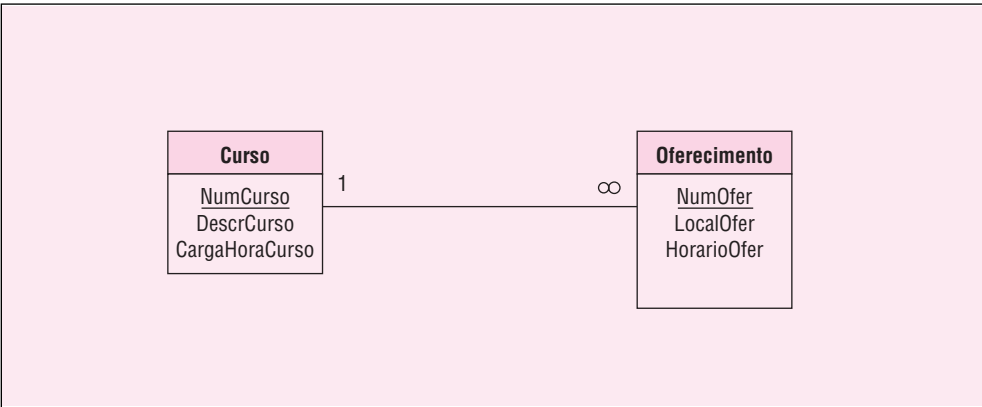 Curso
NumCurso
DescrCurso
CargaHoraCurso
1
∞
Oferecimento
NumOfer
LocalOfer
HorarioOfer